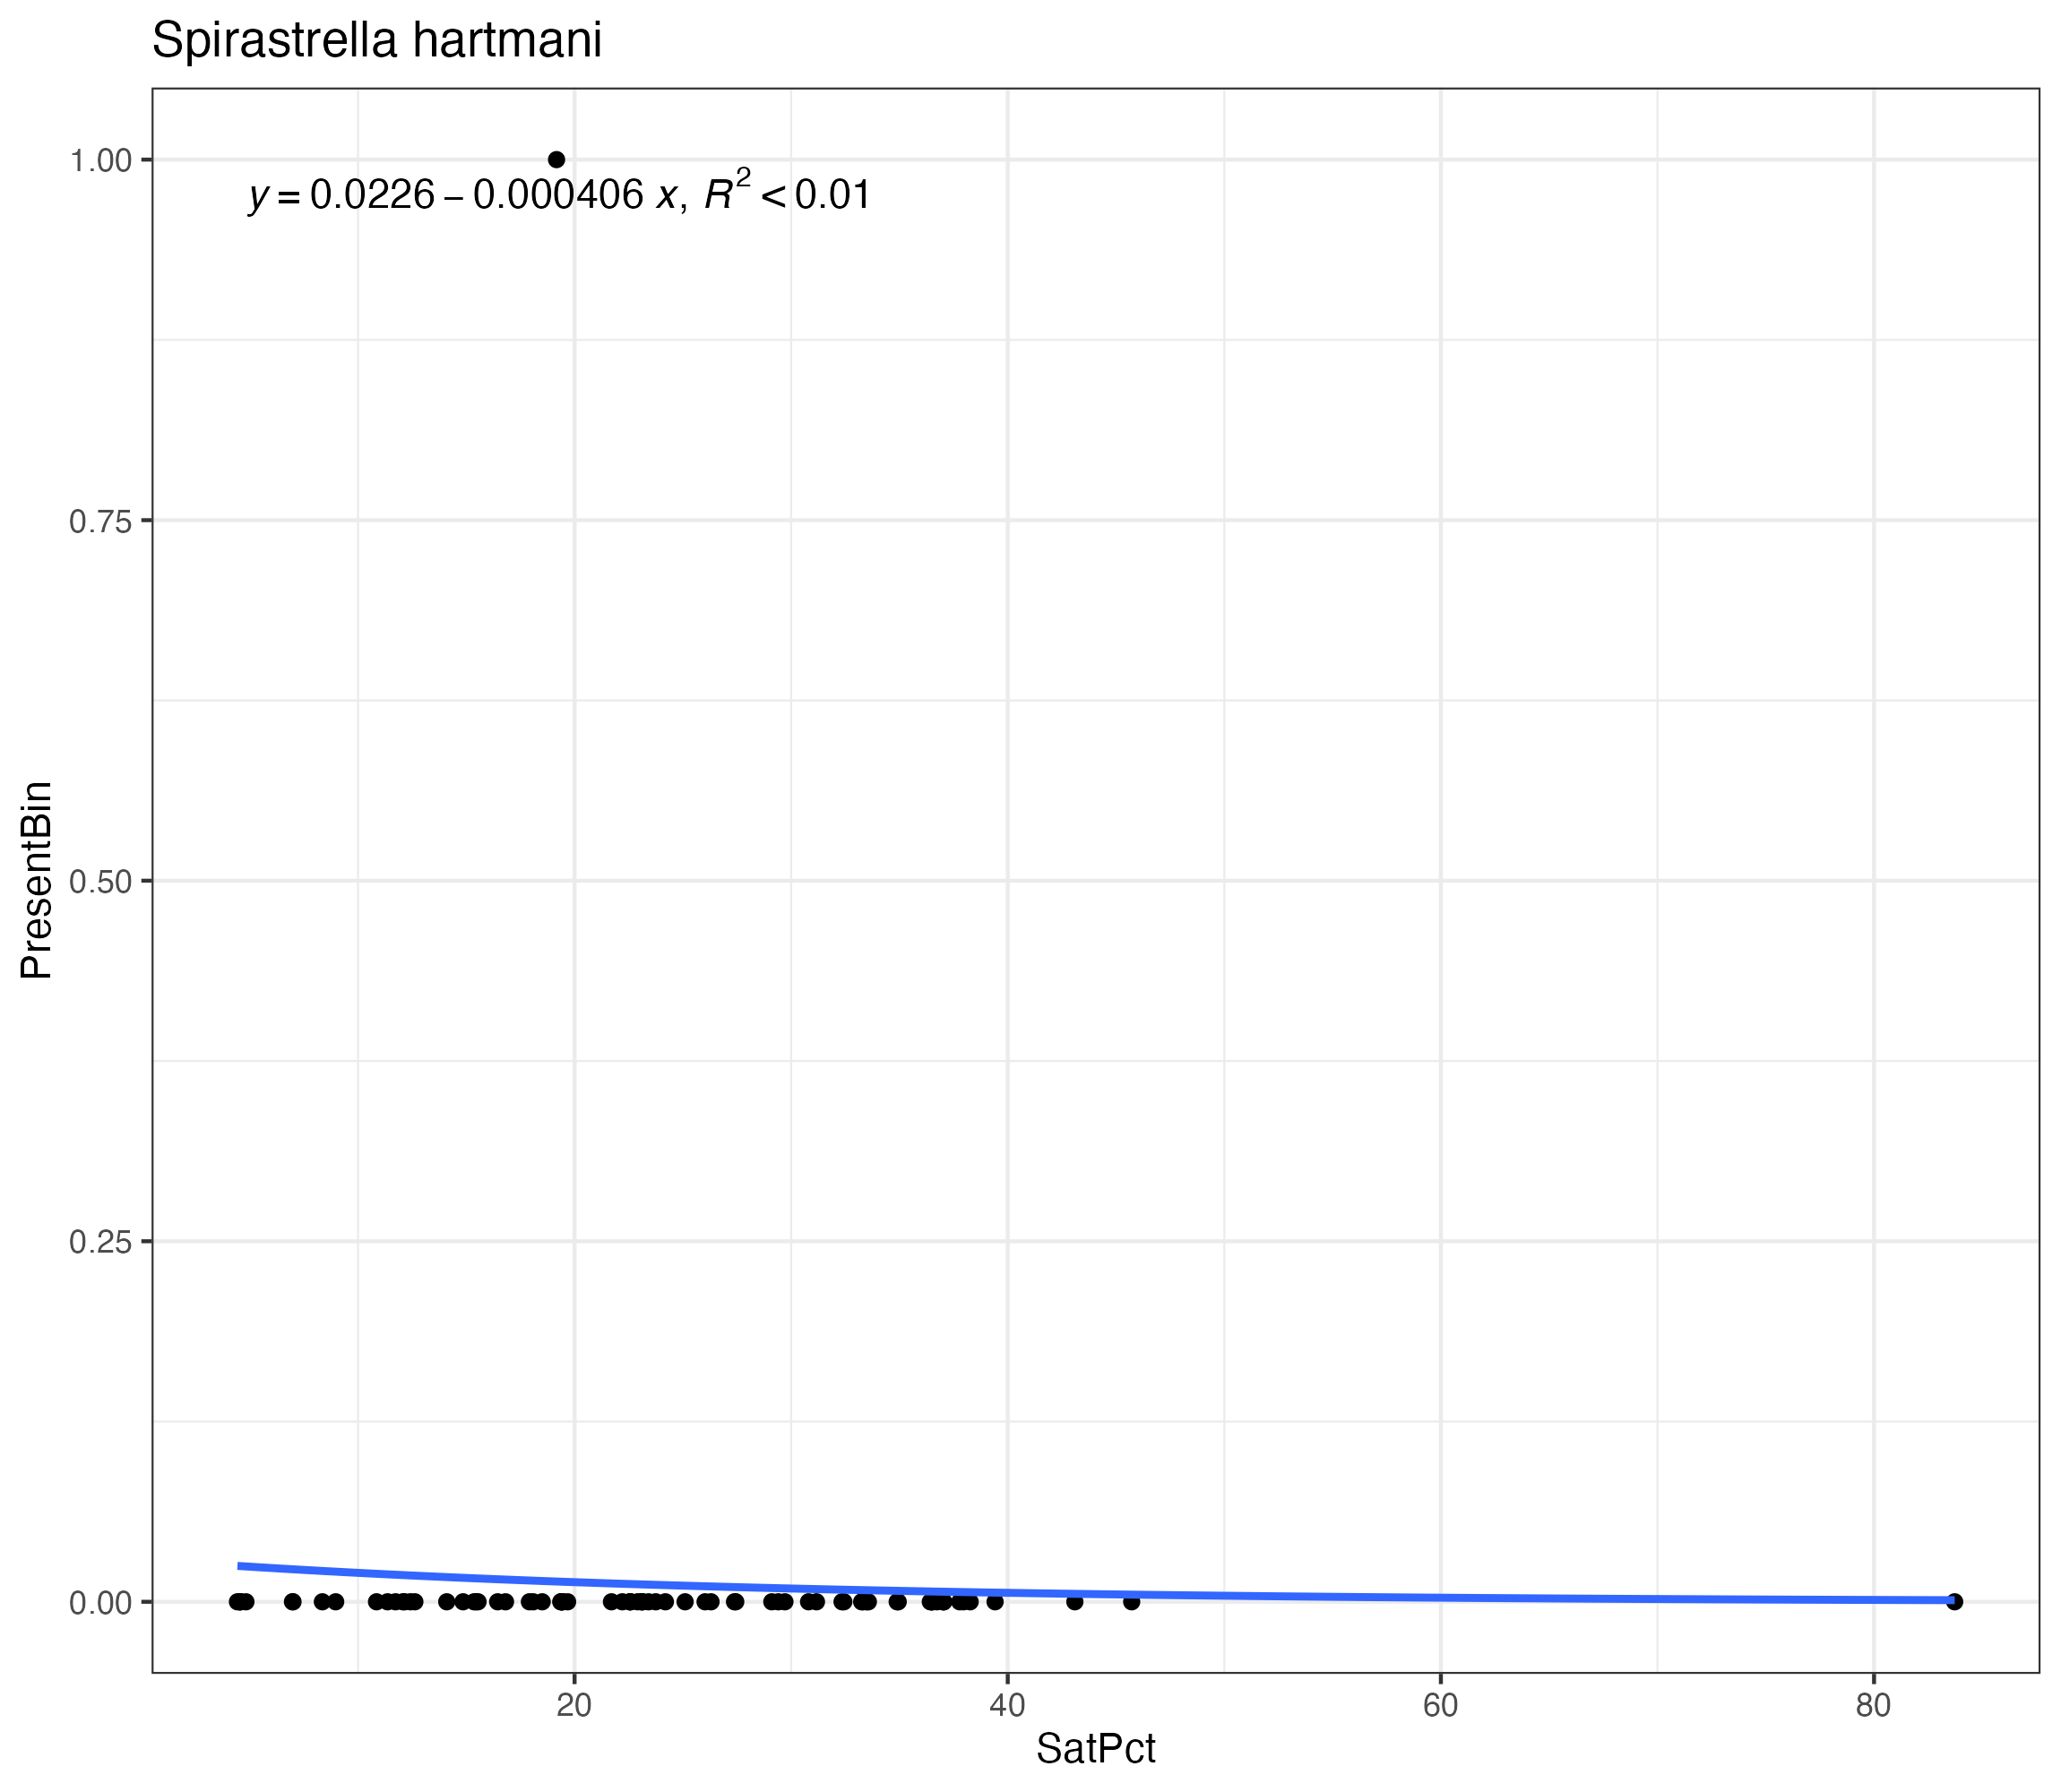 Spirastrella hartmani
1.00
y = 0.0226 − 0.000406 x, R² < 0.01
0.75
0.50
0.25
0.00
PresentBin
20 40 60 80
SatPct